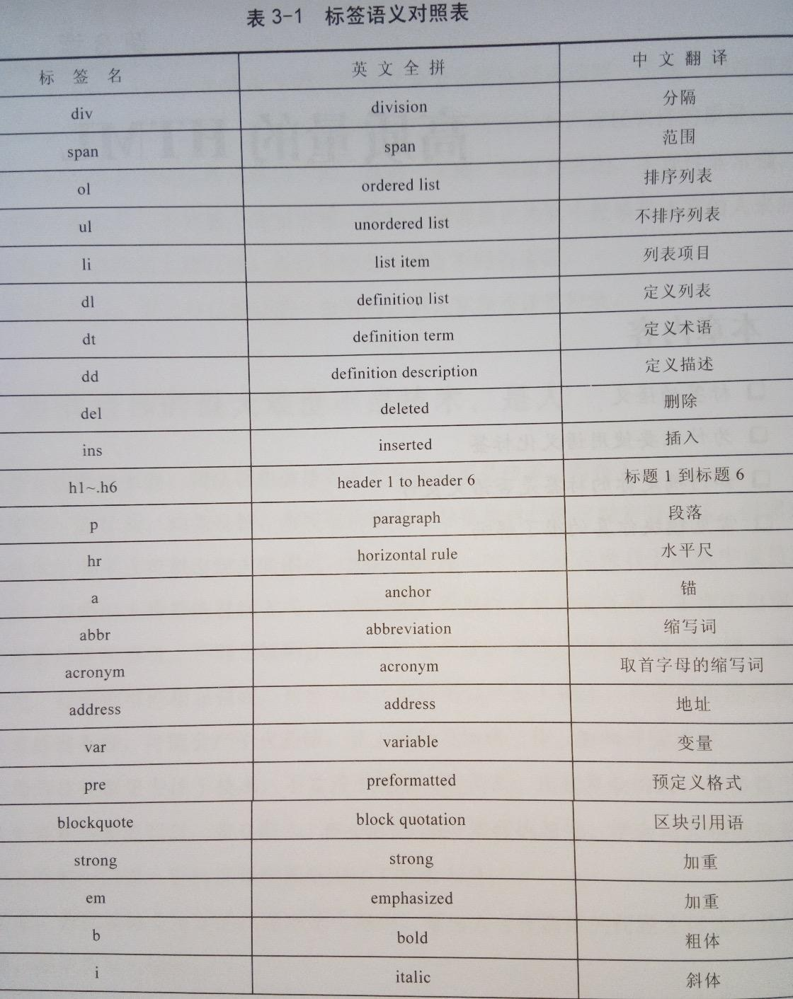 表 3-1 标签语义对照表
标 签 名 英 文 全 拼 中 文 翻 译
div division 分隔
span span 范围
ol ordered list 排序列表
ul unordered list 不排序列表
li list item 列表项目
dl definition list 定义列表
dt definition term 定义术语
dd definition description 定义描述
del deleted 删除
ins inserted 插入
h1~.h6 header 1 to header 6 标题 1 到标题 6
p paragraph 段落
hr horizontal rule 水平尺
a anchor 锚
abbr abbreviation 缩写词
acronym acronym 取首字母的缩写词
address address 地址
var variable 变量
pre preformatted 预定义格式
blockquote block quotation 区块引用语
strong strong 加重
em emphasized 加重
b bold 粗体
i italic 斜体